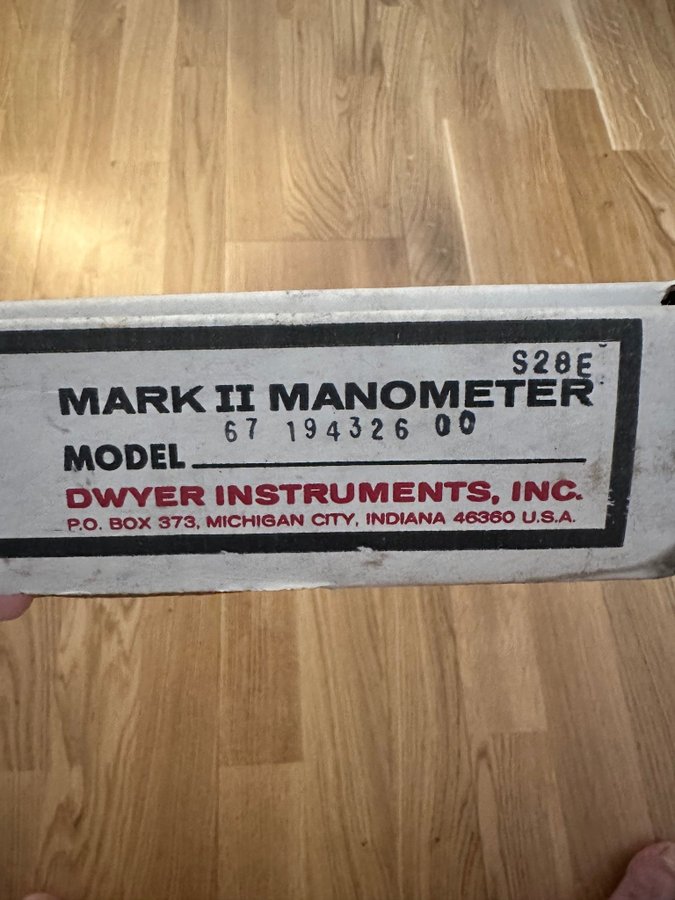 S28E
MARK II MANOMETER
67 194326 00
MODEL
DWYER INSTRUMENTS, INC.
P.O. BOX 373, MICHIGAN CITY, INDIANA 46360 U.S.A.